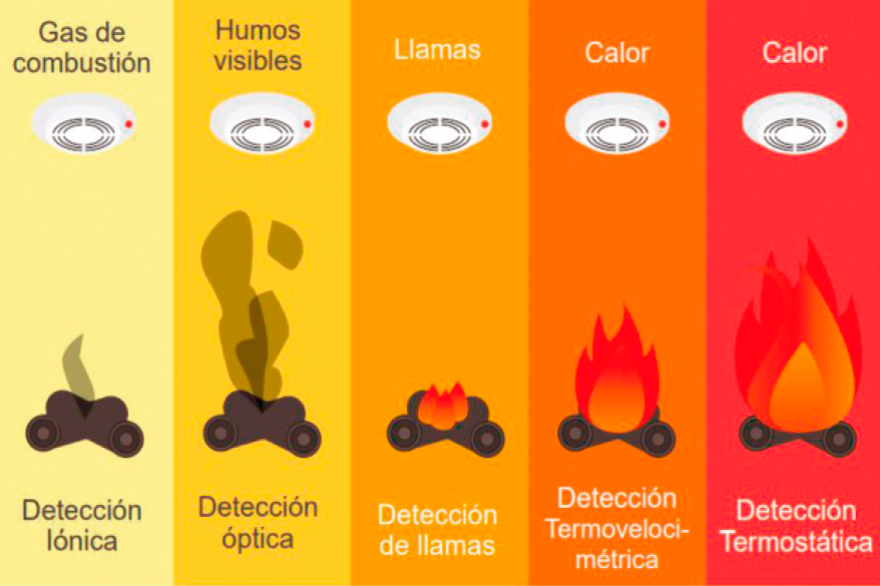 Gas de
combustión
Humos
visibles
Llamas
Calor
Calor
Detección
Iónica
Detección
óptica
Detección
de llamas
Detección
Termoveloci-
métrica
Detección
Termostática